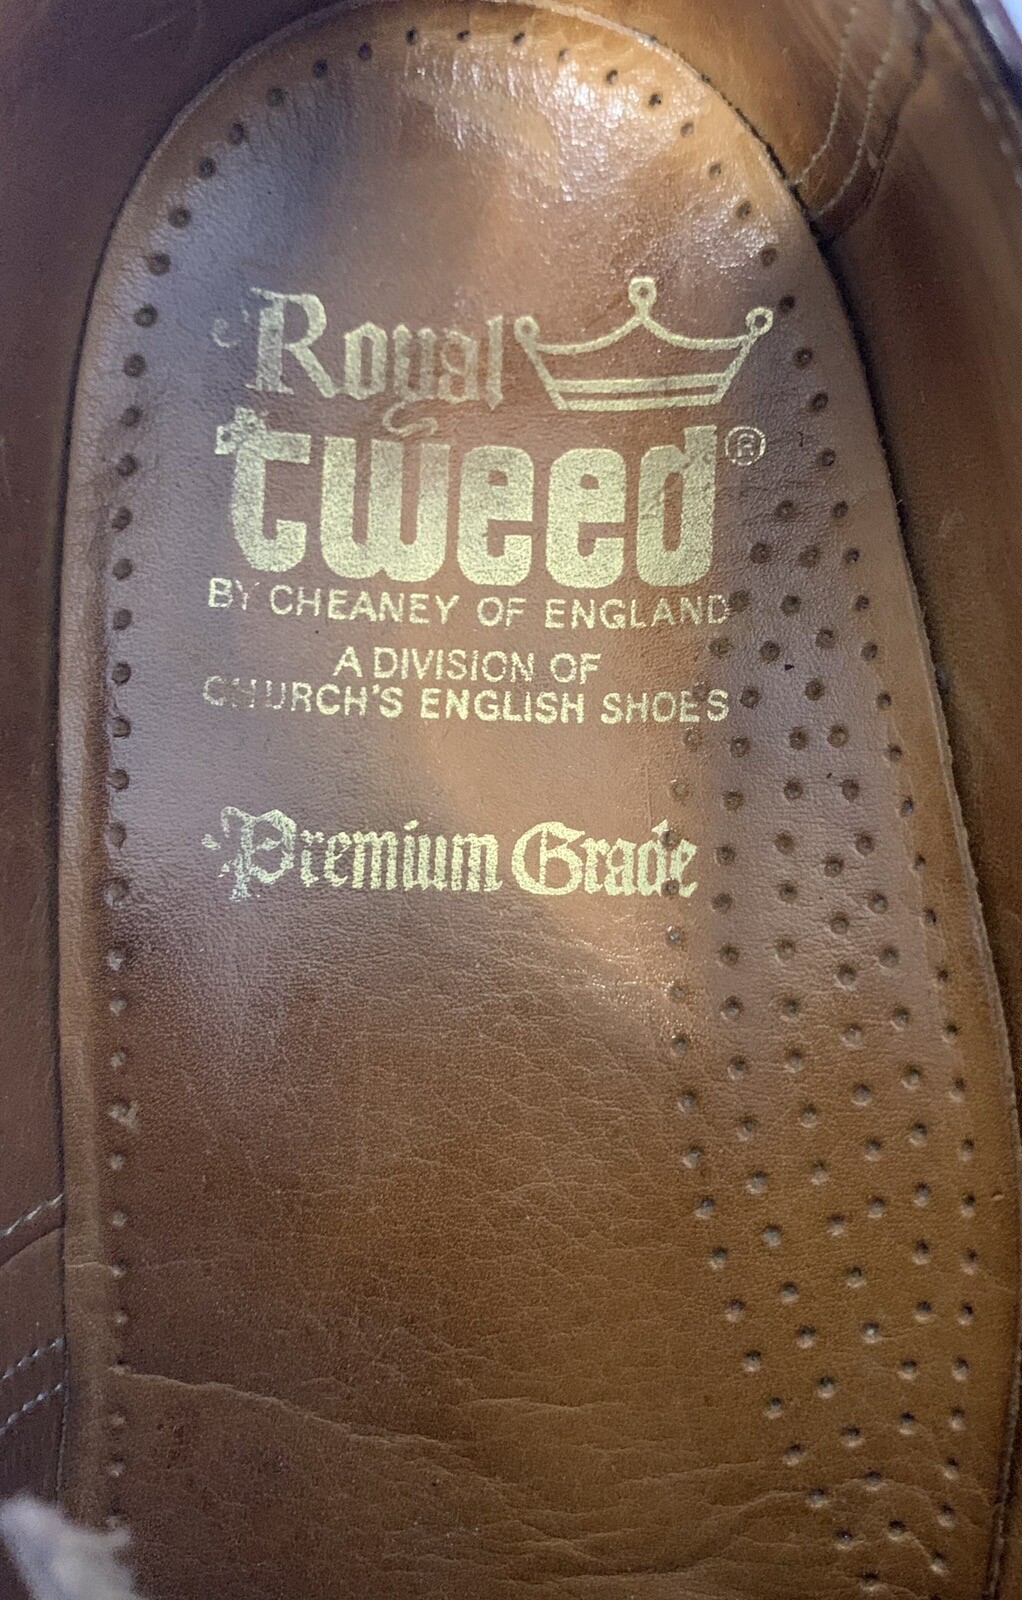 Royal
tweed®
BY CHEANEY OF ENGLAND
A DIVISION OF
CHURCH'S ENGLISH SHOES
Premium Grade